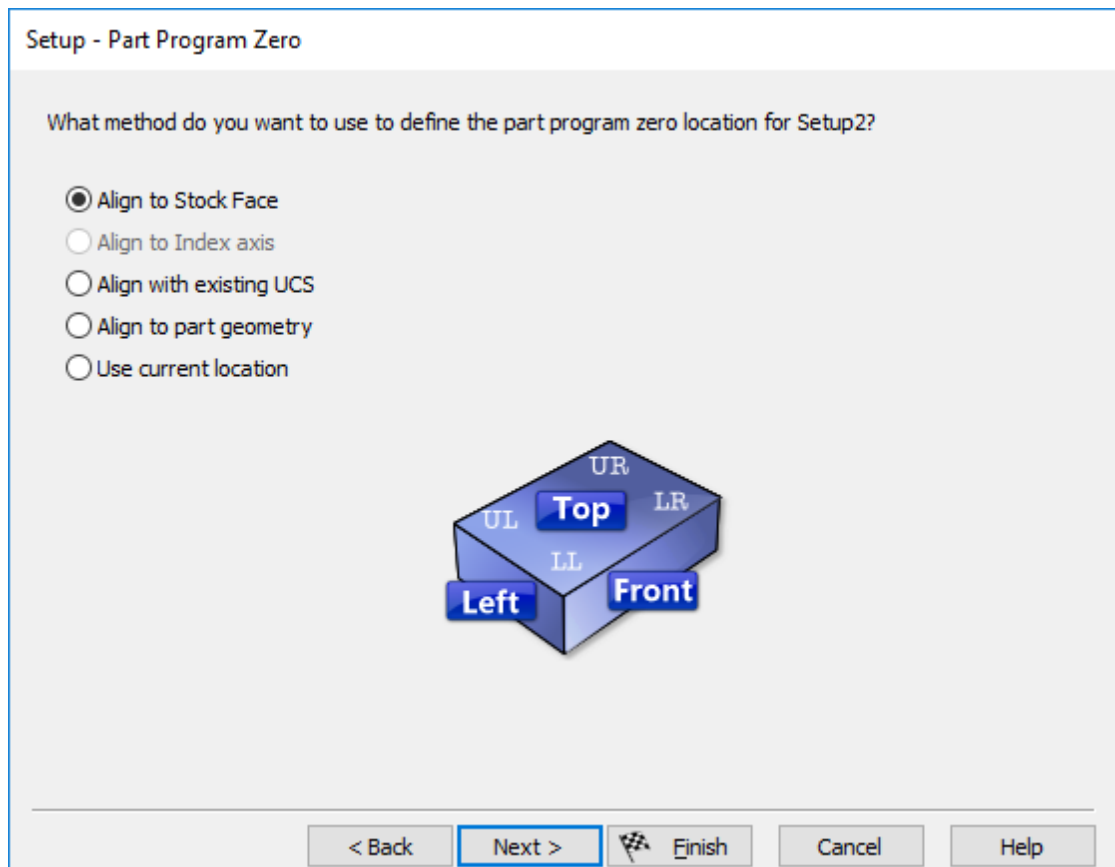 Setup - Part Program Zero
What method do you want to use to define the part program zero location for Setup2?
Align to Stock Face
Align to Index axis
Align with existing UCS
Align to part geometry
Use current location
UR
Top
LR
UL
LL
Left
Front
< Back
Next >
Finish
Cancel
Help